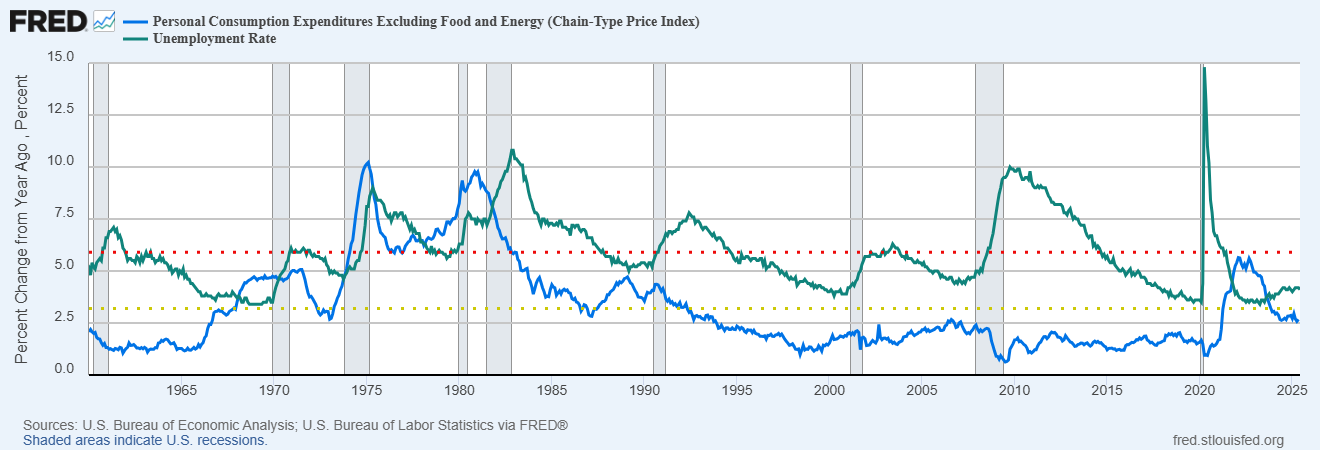 FRED®
Personal Consumption Expenditures Excluding Food and Energy (Chain-Type Price Index)
Unemployment Rate
Percent Change from Year Ago , Percent
15.0
12.5
10.0
7.5
5.0
2.5
0.0
1965 1970 1975 1980 1985 1990 1995 2000 2005 2010 2015 2020 2025
Sources: U.S. Bureau of Economic Analysis; U.S. Bureau of Labor Statistics via FRED®
Shaded areas indicate U.S. recessions.
fred.stlouisfed.org